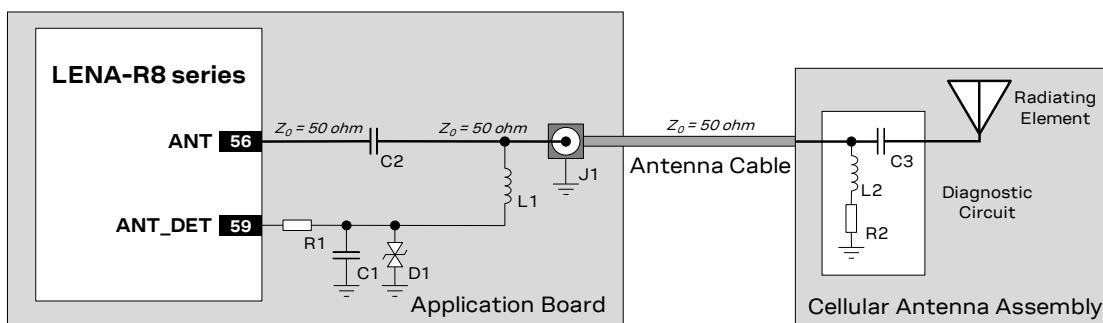 LENA-R8 series
ANT 56
Z0 = 50 ohm
Z0 = 50 ohm
C2
J1
L1
ANT_DET 59
R1
C1
D1
Application Board
Z0 = 50 ohm
Antenna Cable
Radiating
Element
C3
L2
R2
Diagnostic
Circuit
Cellular Antenna Assembly